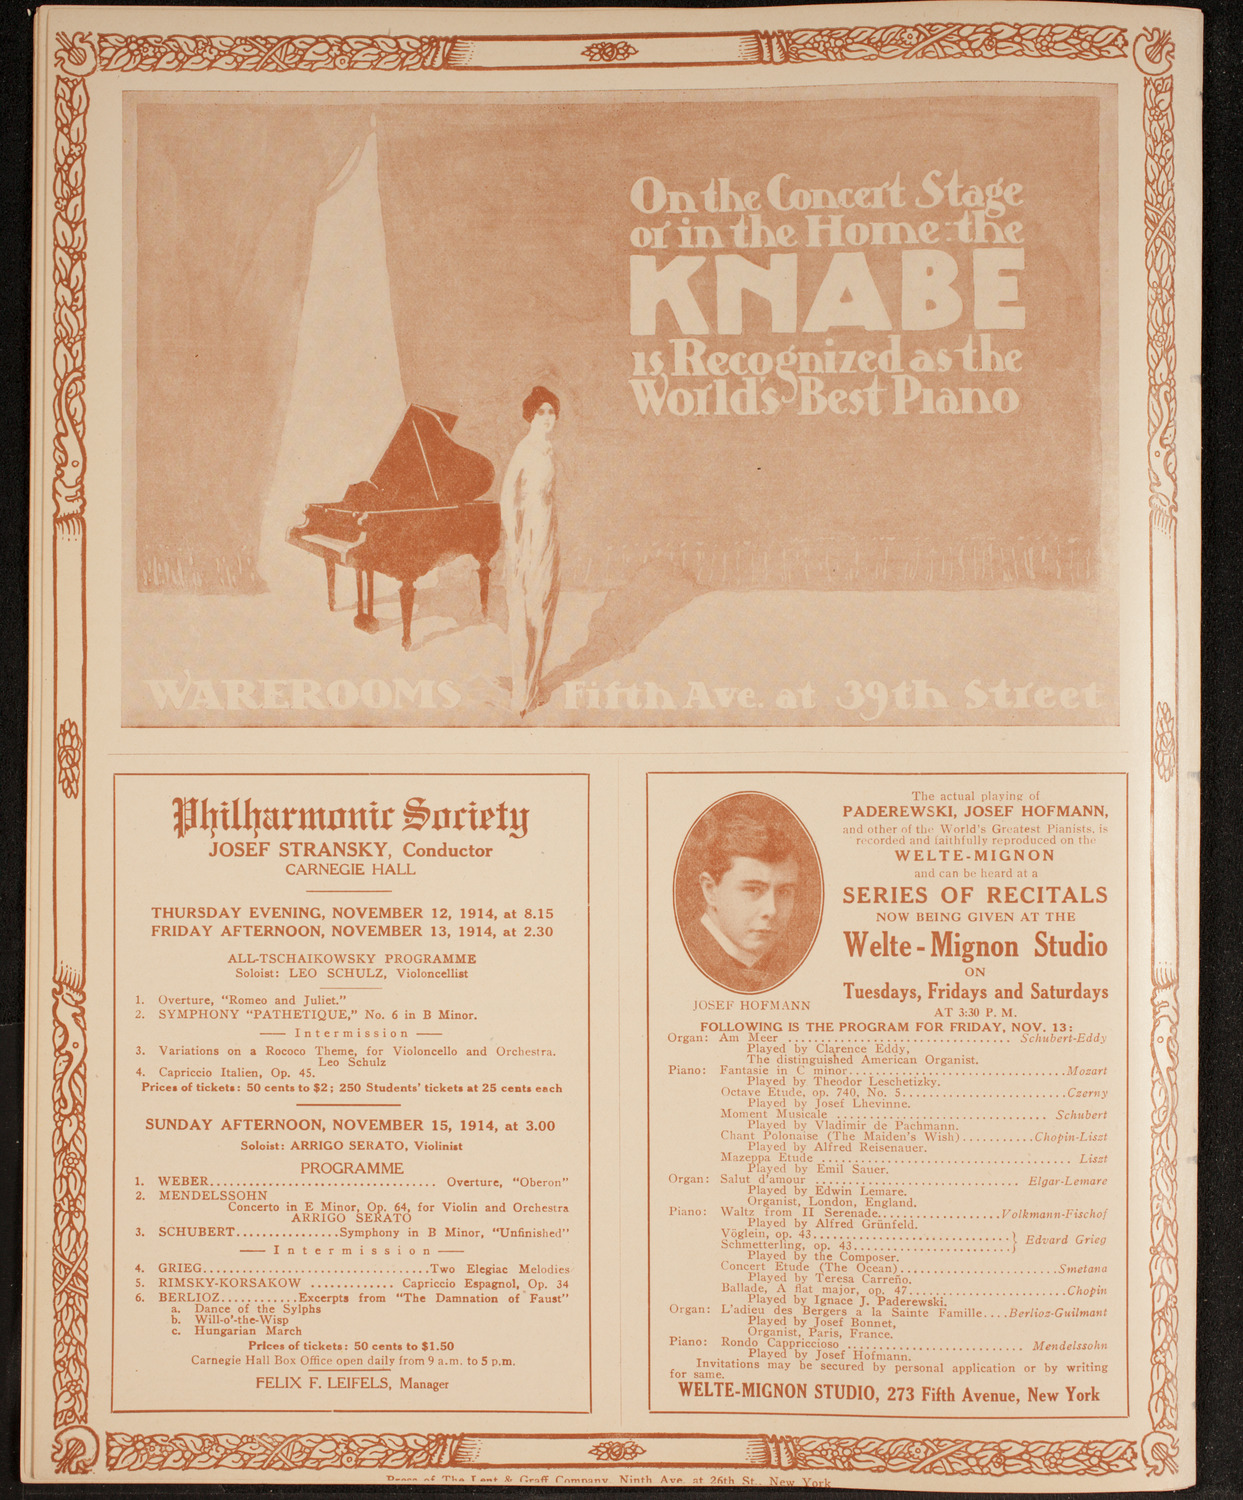 On the Concert Stage
or in the Home: the
KNABE
is Recognized as the
World's Best Piano
WAREROOMS Fifth Ave. at 39th Street
Philharmonic Society
JOSEF STRANSKY, Conductor
CARNEGIE HALL
THURSDAY EVENING, NOVEMBER 12, 1914, at 8.15
FRIDAY AFTERNOON, NOVEMBER 13, 1914, at 2.30
ALL-TSCHAIKOWSKY PROGRAMME
Soloist: LEO SCHULZ, Violoncellist
1. Overture, "Romeo and Juliet."
2. SYMPHONY "PATHETIQUE," No. 6 in B Minor.
Intermission
3. Variations on a Rococo Theme, for Violoncello and Orchestra.
Leo Schulz
4. Capriccio Italien, Op. 45.
Prices of tickets: 50 cents to $2; 250 Students' tickets at 25 cents each
SUNDAY AFTERNOON, NOVEMBER 15, 1914, at 3.00
Soloist: ARRIGO SERATO, Violinist
PROGRAMME
1. WEBER.................................. Overture, "Oberon"
2. MENDELSSOHN
Concerto in E Minor, Op. 64, for Violin and Orchestra
ARRIGO SERATO
3. SCHUBERT...............Symphony in B Minor, "Unfinished"
Intermission
4. GRIEG.................................Two Elegiac Melodies
5. RIMSKY-KORSAKOW ............. Capriccio Espagnol, Op. 34
6. BERLIOZ............Excerpts from "The Damnation of Faust"
a. Dance of the Sylphs
b. Will-o'-the-Wisp
c. Hungarian March
Prices of tickets: 50 cents to $1.50
Carnegie Hall Box Office open daily from 9 a.m. to 5 p.m.
FELIX F. LEIFELS, Manager
JOSEF HOFMANN
The actual playing of
PADEREWSKI, JOSEF HOFMANN,
and other of the World's Greatest Pianists, is
recorded and faithfully reproduced on the
WELTE-MIGNON
and can be heard at a
SERIES OF RECITALS
NOW BEING GIVEN AT THE
Welte-Mignon Studio
ON
Tuesdays, Fridays and Saturdays
AT 3:30 P. M.
FOLLOWING IS THE PROGRAM FOR FRIDAY, NOV. 13:
Organ: Am Meer ................................. Schubert-Eddy
Played by Clarence Eddy,
The distinguished American Organist.
Piano: Fantasie in C minor................................Mozart
Played by Theodor Leschetizky.
Octave Etude, op. 740, No. 5........................Czerny
Played by Josef Lhevinne.
Moment Musicale ............................... Schubert
Played by Vladimir de Pachmann.
Chant Polonaise (The Maiden's Wish)...........Chopin-Liszt
Played by Alfred Reisenauer.
Mazeppa Etude ..................................... Liszt
Played by Emil Sauer.
Organ: Salut d'amour .............................. Elgar-Lemare
Played by Edwin Lemare.
Organist, London, England.
Piano: Waltz from II Serenade..................Volkmann-Fischof
Played by Alfred Grünfeld.
Vöglein, op. 43..............................
Schmetterling, op. 43........................} Edvard Grieg
Played by the Composer.
Concert Etude (The Ocean).......................Smetana
Played by Teresa Carreño.
Ballade, A flat major, op. 47.......................Chopin
Played by Ignace J. Paderewski.
Organ: L'adieu des Bergers a la Sainte Famille....Berlioz-Guilmant
Played by Josef Bonnet,
Organist, Paris, France.
Piano: Rondo Cappriccioso .......................... Mendelssohn
Played by Josef Hofmann.
Invitations may be secured by personal application or by writing
for same.
WELTE-MIGNON STUDIO, 273 Fifth Avenue, New York
Press of The Lent & Graff Company, Ninth Ave. at 26th St., New York